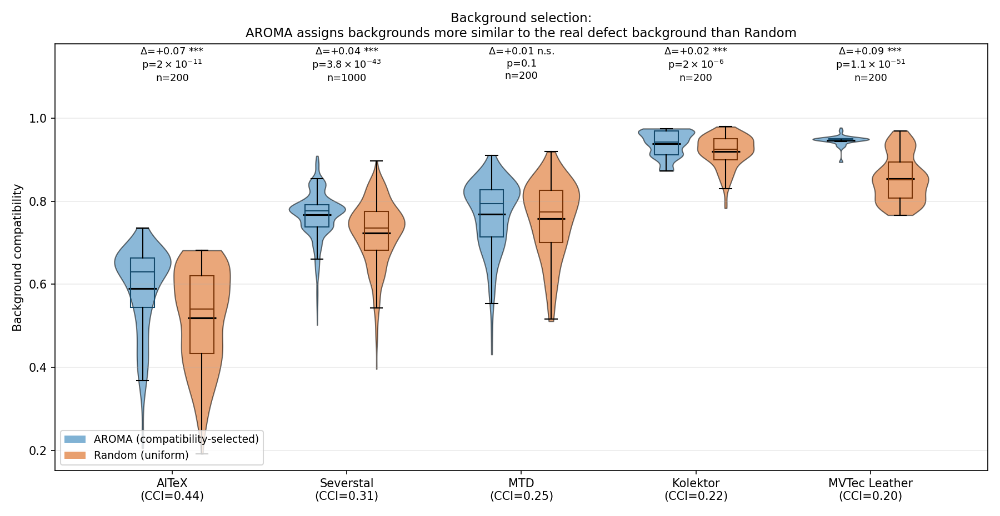 Background selection:
AROMA assigns backgrounds more similar to the real defect background than Random
Δ=+0.07 ***
p=2 × 10⁻¹¹
n=200
Δ=+0.04 ***
p=3.8 × 10⁻⁴³
n=1000
Δ=+0.01 n.s.
p=0.1
n=200
Δ=+0.02 ***
p=2 × 10⁻⁶
n=200
Δ=+0.09 ***
p=1.1 × 10⁻⁵¹
n=200
Background compatibility
1.0
0.8
0.6
0.4
0.2
AROMA (compatibility-selected)
Random (uniform)
AITeX
(CCI=0.44)
Severstal
(CCI=0.31)
MTD
(CCI=0.25)
Kolektor
(CCI=0.22)
MVTec Leather
(CCI=0.20)